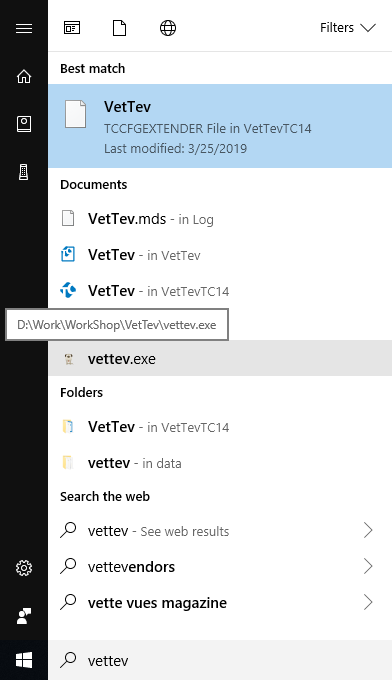 Filters
Best match
VetTev
TCCFGEXTENDER File in VetTevTC14
Last modified: 3/25/2019
Documents
VetTev.mds - in Log
VetTev - in VetTev
VetTev - in VetTevTC14
D:\Work\WorkShop\VetTev\vettev.exe
vettev.exe
Folders
VetTev - in VetTevTC14
vettev - in data
Search the web
vettev - See web results
vettevendors
vette vues magazine
vettev